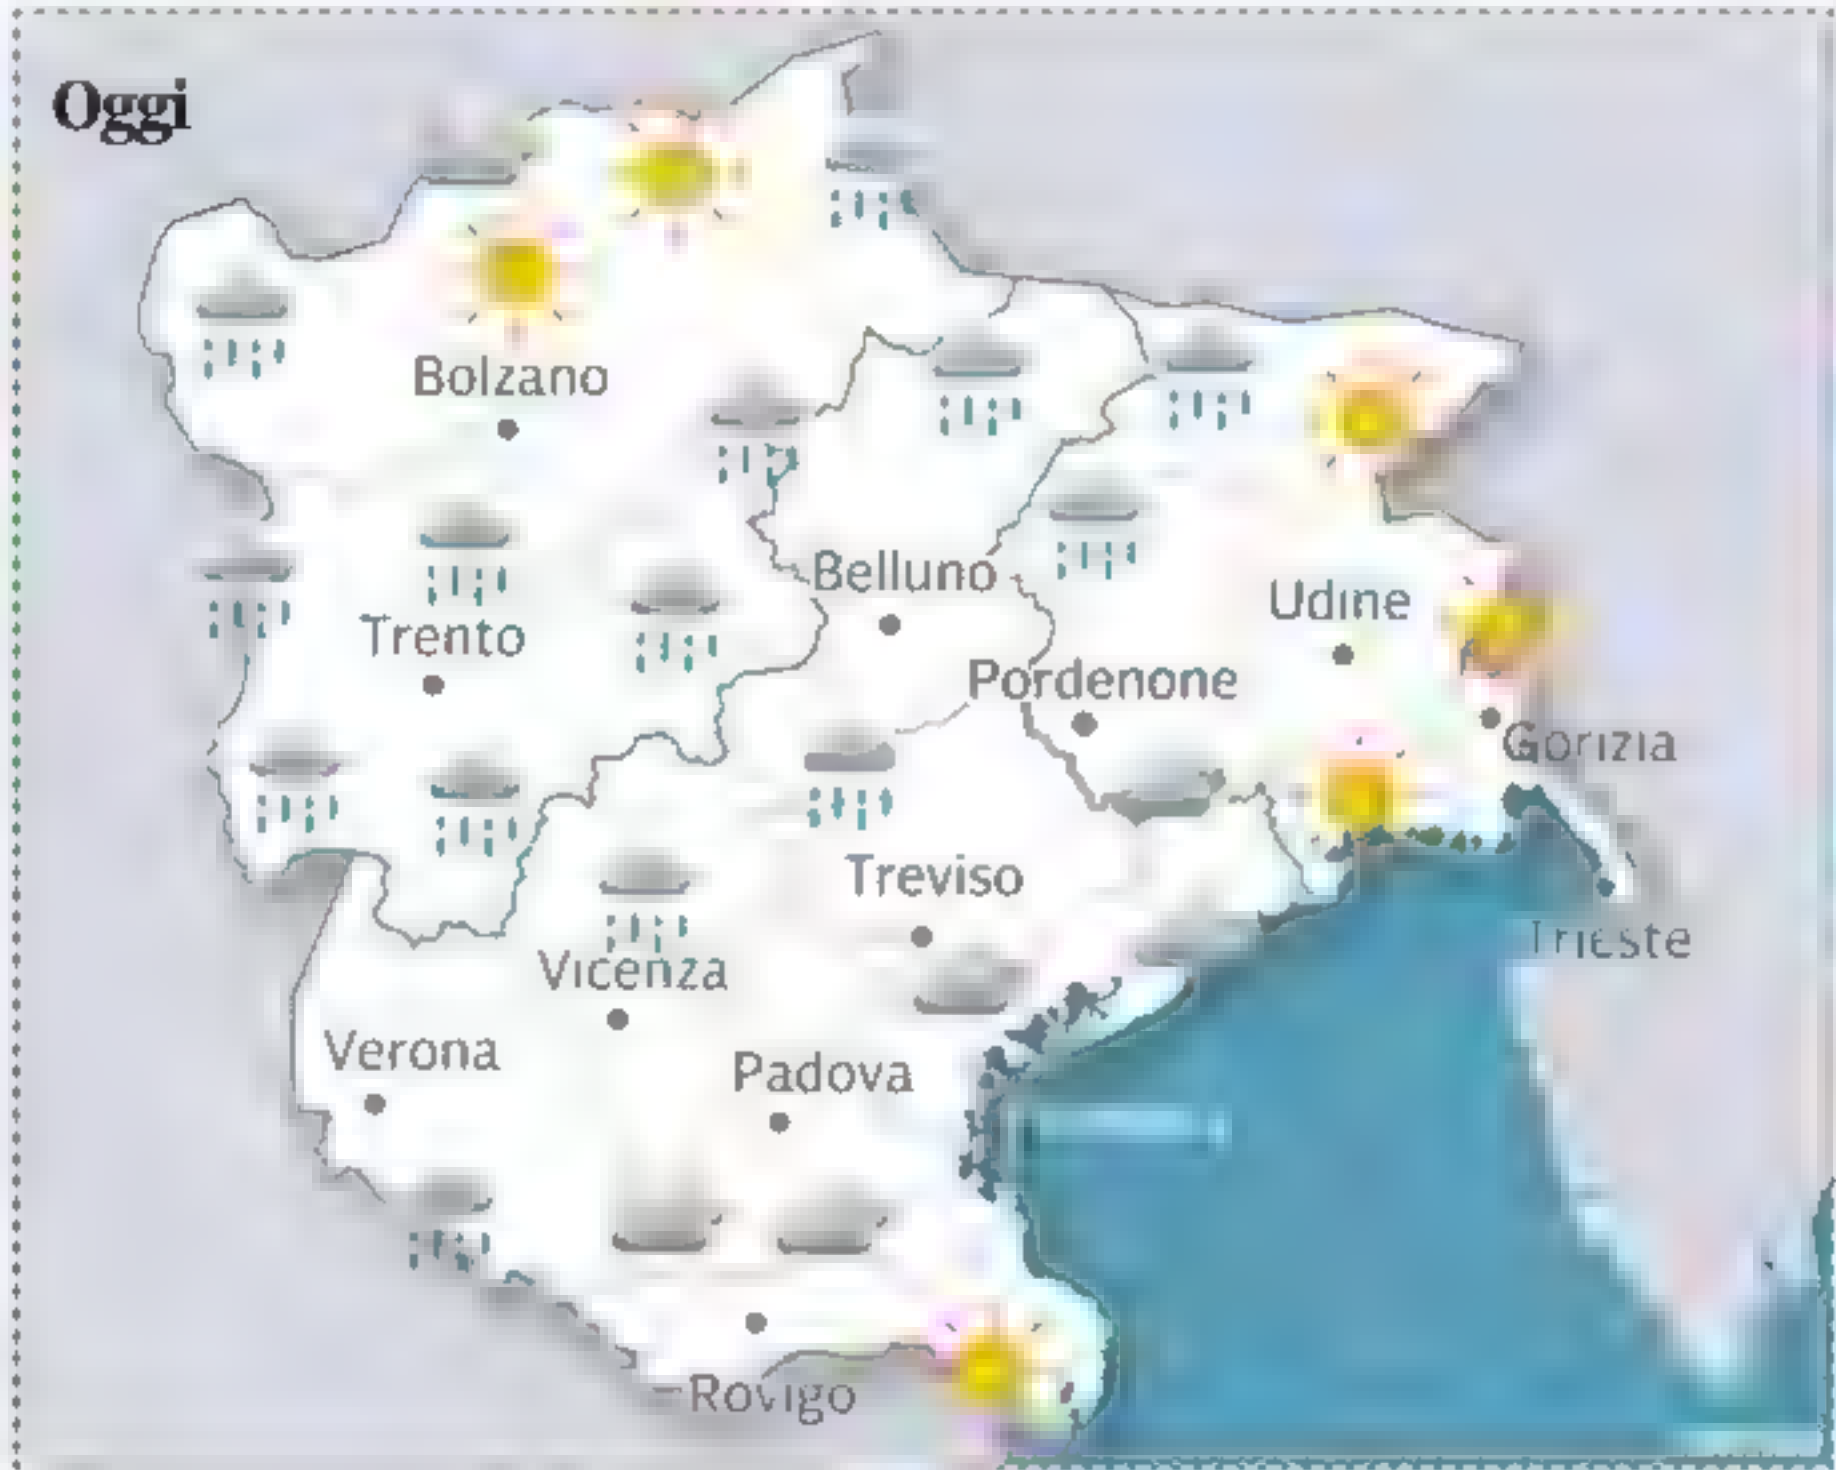 Oggi
Bolzano
Belluno
Udine
Trento
Pordenone
Gorizia
Treviso
Trieste
Vicenza
Verona
Padova
Rovigo